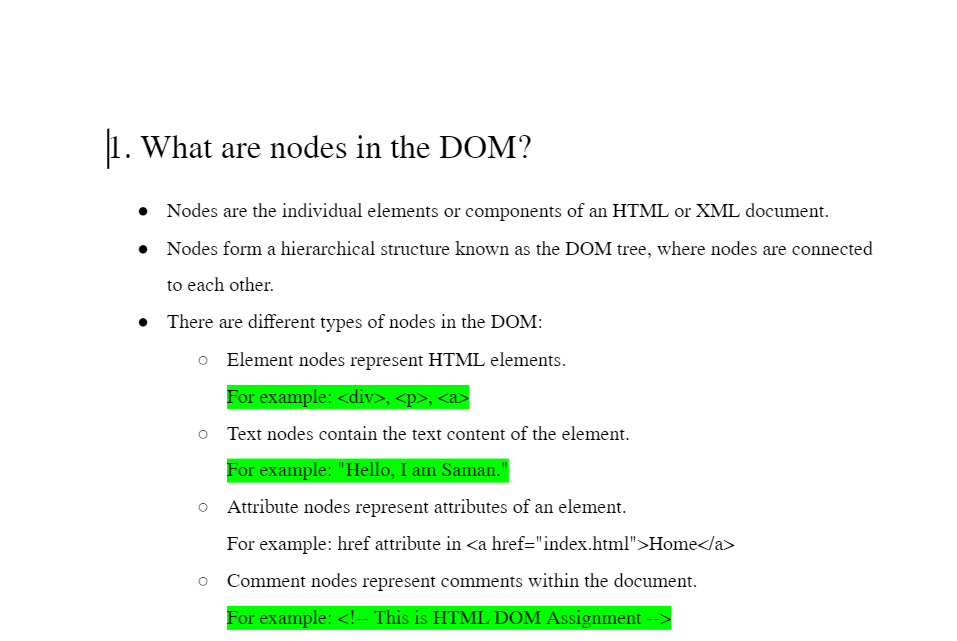 1. What are nodes in the DOM?
● Nodes are the individual elements or components of an HTML or XML document.
● Nodes form a hierarchical structure known as the DOM tree, where nodes are connected
to each other.
● There are different types of nodes in the DOM:
○ Element nodes represent HTML elements.
For example: <div>, <p>, <a>
○ Text nodes contain the text content of the element.
For example: "Hello, I am Saman."
○ Attribute nodes represent attributes of an element.
For example: href attribute in <a href="index.html">Home</a>
○ Comment nodes represent comments within the document.
For example: <!-- This is HTML DOM Assignment -->